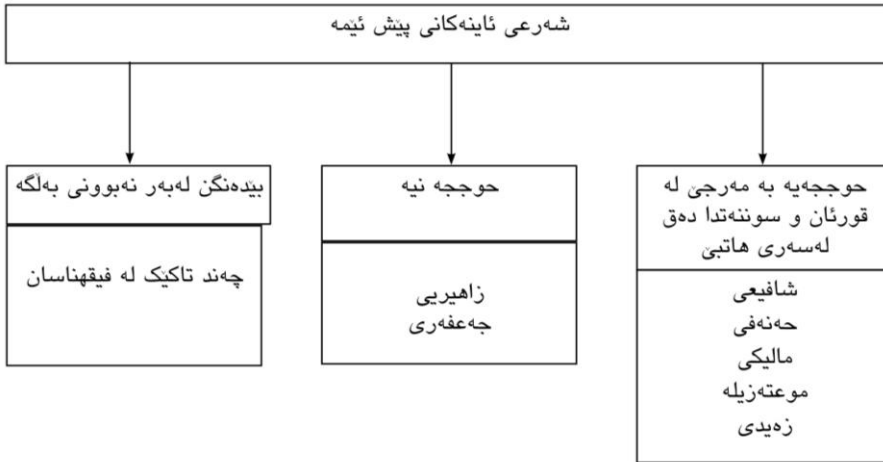 شەرعی ئاینەکانی پێش ئێمە
حوججەیە بە مەرجێ لە
قورئان و سوننەتدا دەق
لەسەری هاتبێ
شافیعی
حەنەفی
مالیکی
موعتەزیلە
زەیدی
حوججە نیە
زاهیریی
جەعفەری
بێدەنگن لەبەر نەبوونی بەڵگە
چەند تاکێک لە فیقهناسان